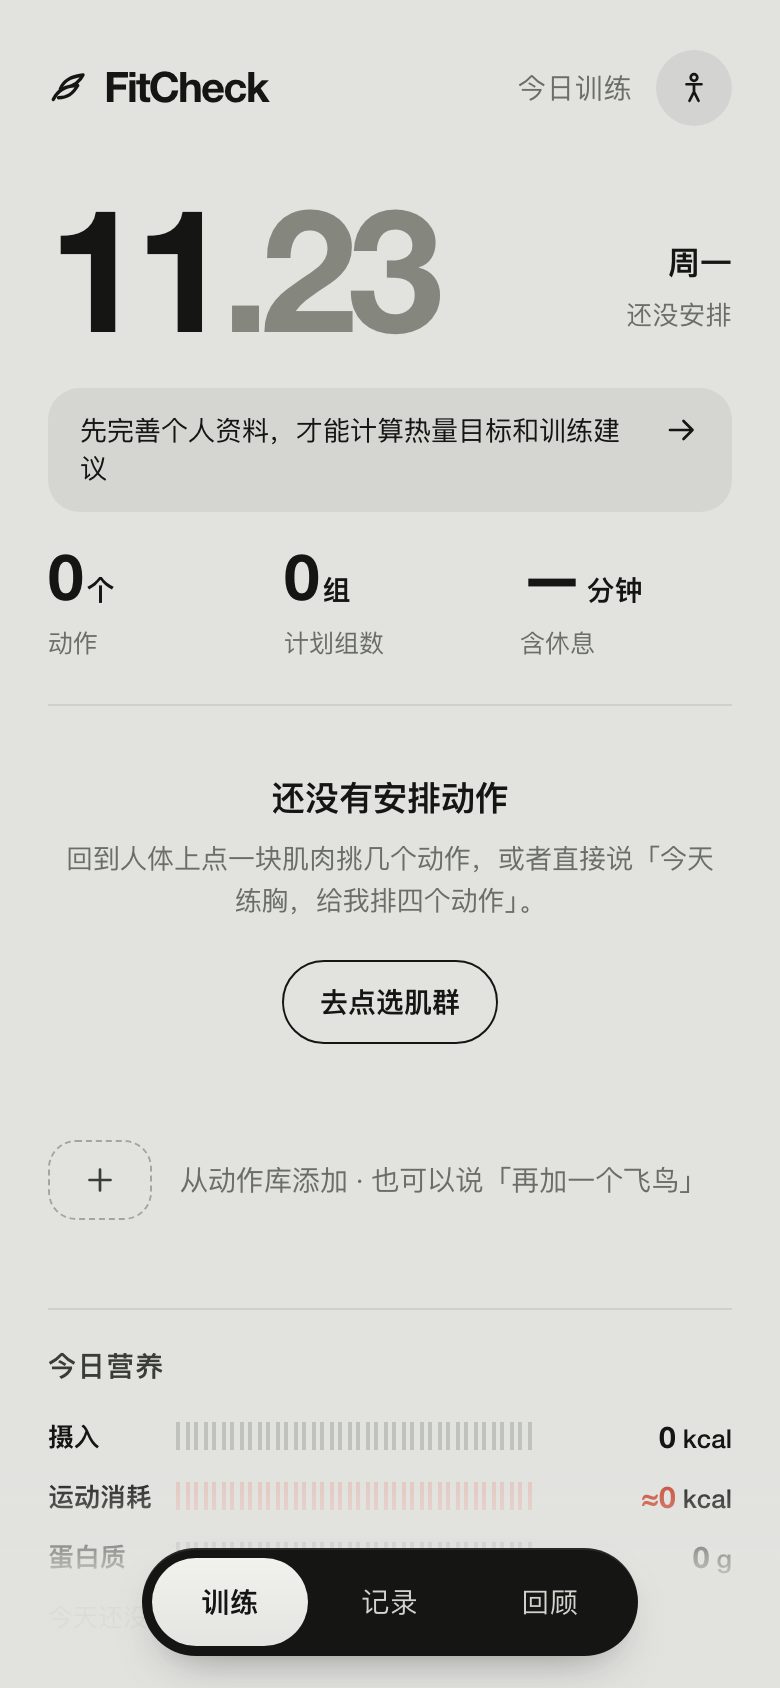 FitCheck
今日训练
11.23
周一
还没安排
先完善个人资料，才能计算热量目标和训练建
议
0个
0组
— 分钟
动作
计划组数
含休息
还没有安排动作
回到人体上点一块肌肉挑几个动作，或者直接说「今天
练胸，给我排四个动作」。
去点选肌群
从动作库添加 · 也可以说「再加一个飞鸟」
今日营养
摄入
0 kcal
运动消耗
≈0 kcal
蛋白质
0 g
今天还没
训练
记录
回顾